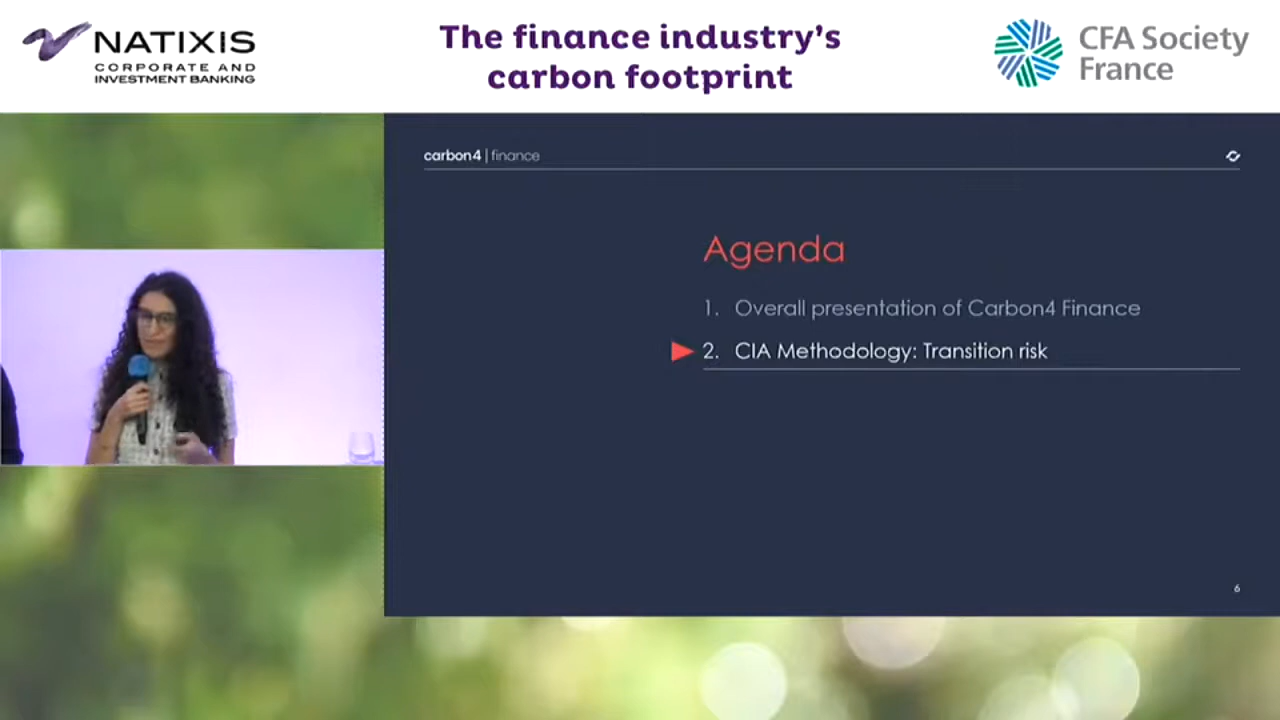 NATIXIS
CORPORATE AND
INVESTMENT BANKING
The finance industry's
carbon footprint
CFA Society
France
carbon4 | finance
Agenda
1. Overall presentation of Carbon4 Finance
2. CIA Methodology: Transition risk
6